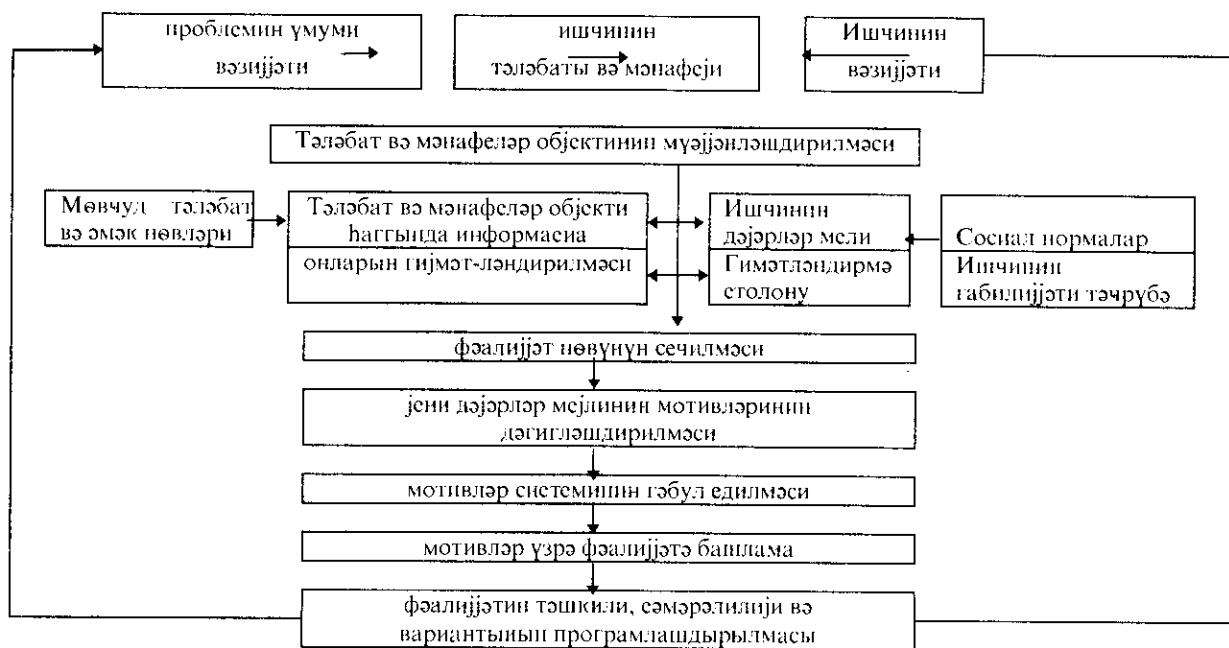 проблемин үмуми
вәзијјәти
ишчинин
тәләбаты вә мәнафеји
Ишчинин
вәзијјәти
Тәләбат вә мәнафеләр објектинин мүәјјәнләшдирилмәси
Мөвчуд тәләбат
вә әмәк нөвләри
Тәләбат вә мәнафеләр објекти
һаггында информасиа
онларын гијмәт-ләндирилмәси
Ишчинин
дәјәрләр мели
Гимәтләндирмә
столону
Сосиал нормалар
Ишчинин
габилијјәти тәчрүбә
фәалијјәт нөвүнүн сечилмәси
јени дәјәрләр мејлинин мотивләринин
дәгигләшдирилмәси
мотивләр системинин гәбул едилмәси
мотивләр үзрә фәалијјәтә башлама
фәалијјәтин тәшкили, сәмәрәлилији вә
вариантынын програмлашдырылмасы